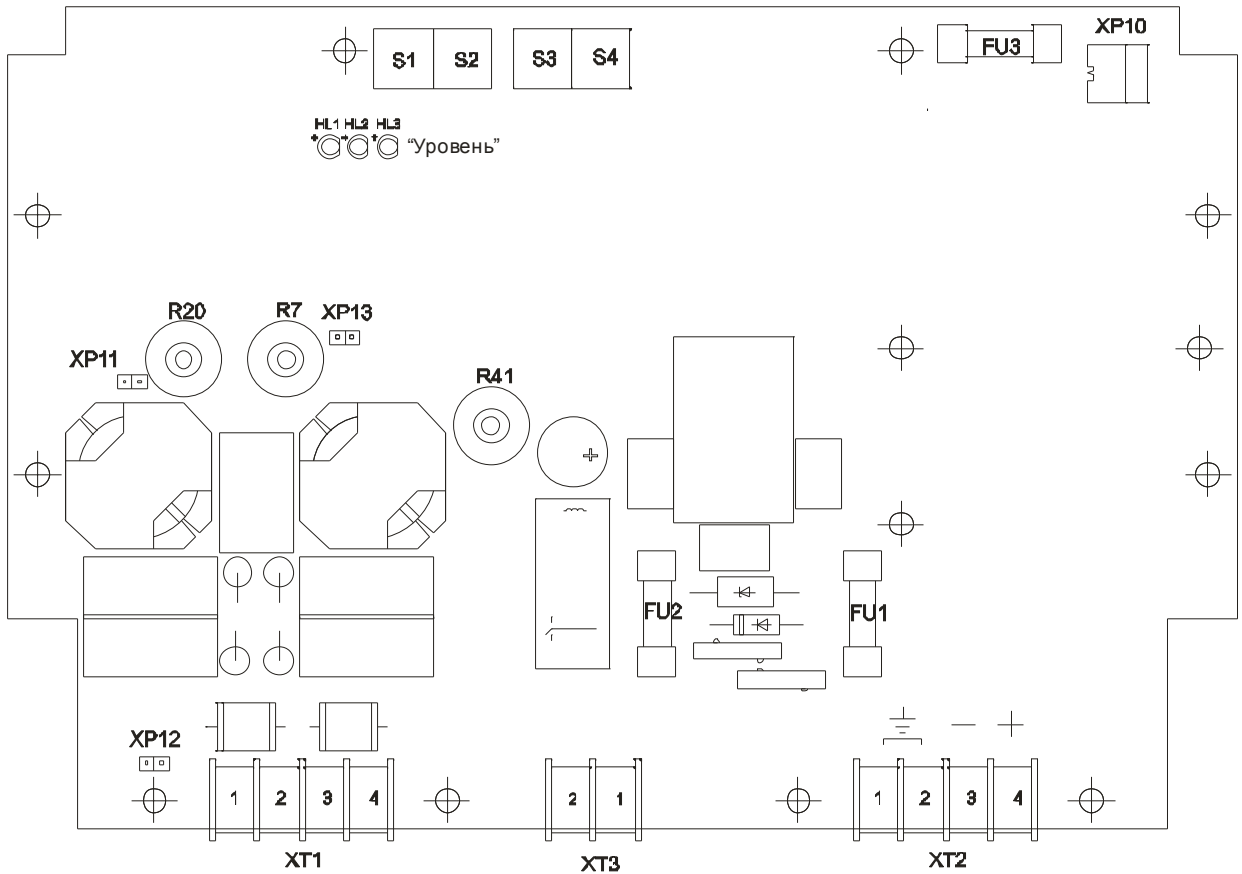 XP10
S1 S2 S3 S4 FU3
HL1 HL2 HL3
“Уровень”
R20 R7 XP13
XP11
R41
FU2 FU1
XP12
1 2 3 4
2 1
1 2 3 4
XT1 XT3 XT2